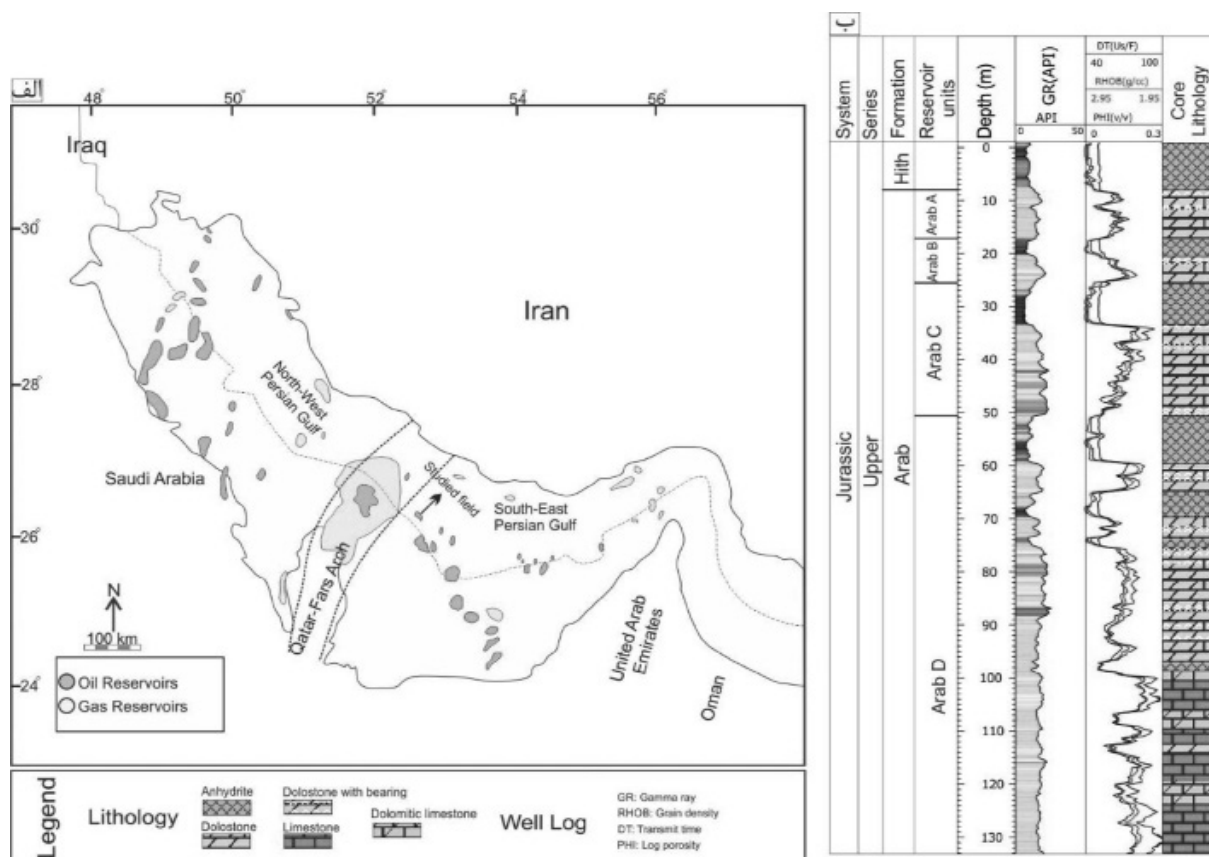 الف
48° 50° 52° 54° 56°
Iraq
30°
Iran
28°
North-West
Persian Gulf
Saudi Arabia
Studied field
South-East
Persian Gulf
26°
Qatar-Fars Arch
N
100 km
United Arab
Emirates
Oil Reservoirs
Gas Reservoirs
24°
Oman
Legend
Lithology
Anhydrite
Dolostone with bearing
Dolomitic limestone
Dolostone
Limestone
Well Log
GR: Gamma ray
RHOB: Grain density
DT: Transmit time
PHI: Log porosity
ب
System
Series
Formation
Reservoir
units
Depth (m)
GR(API)
API
0 50
DT(Us/F)
40 100
RHOB(g/cc)
2.95 1.95
PHI(v/v)
0 0.3
Core
Lithology
Jurassic
Upper
Hith
Arab
Arab A
Arab B
Arab C
Arab D
0
10
20
30
40
50
60
70
80
90
100
110
120
130